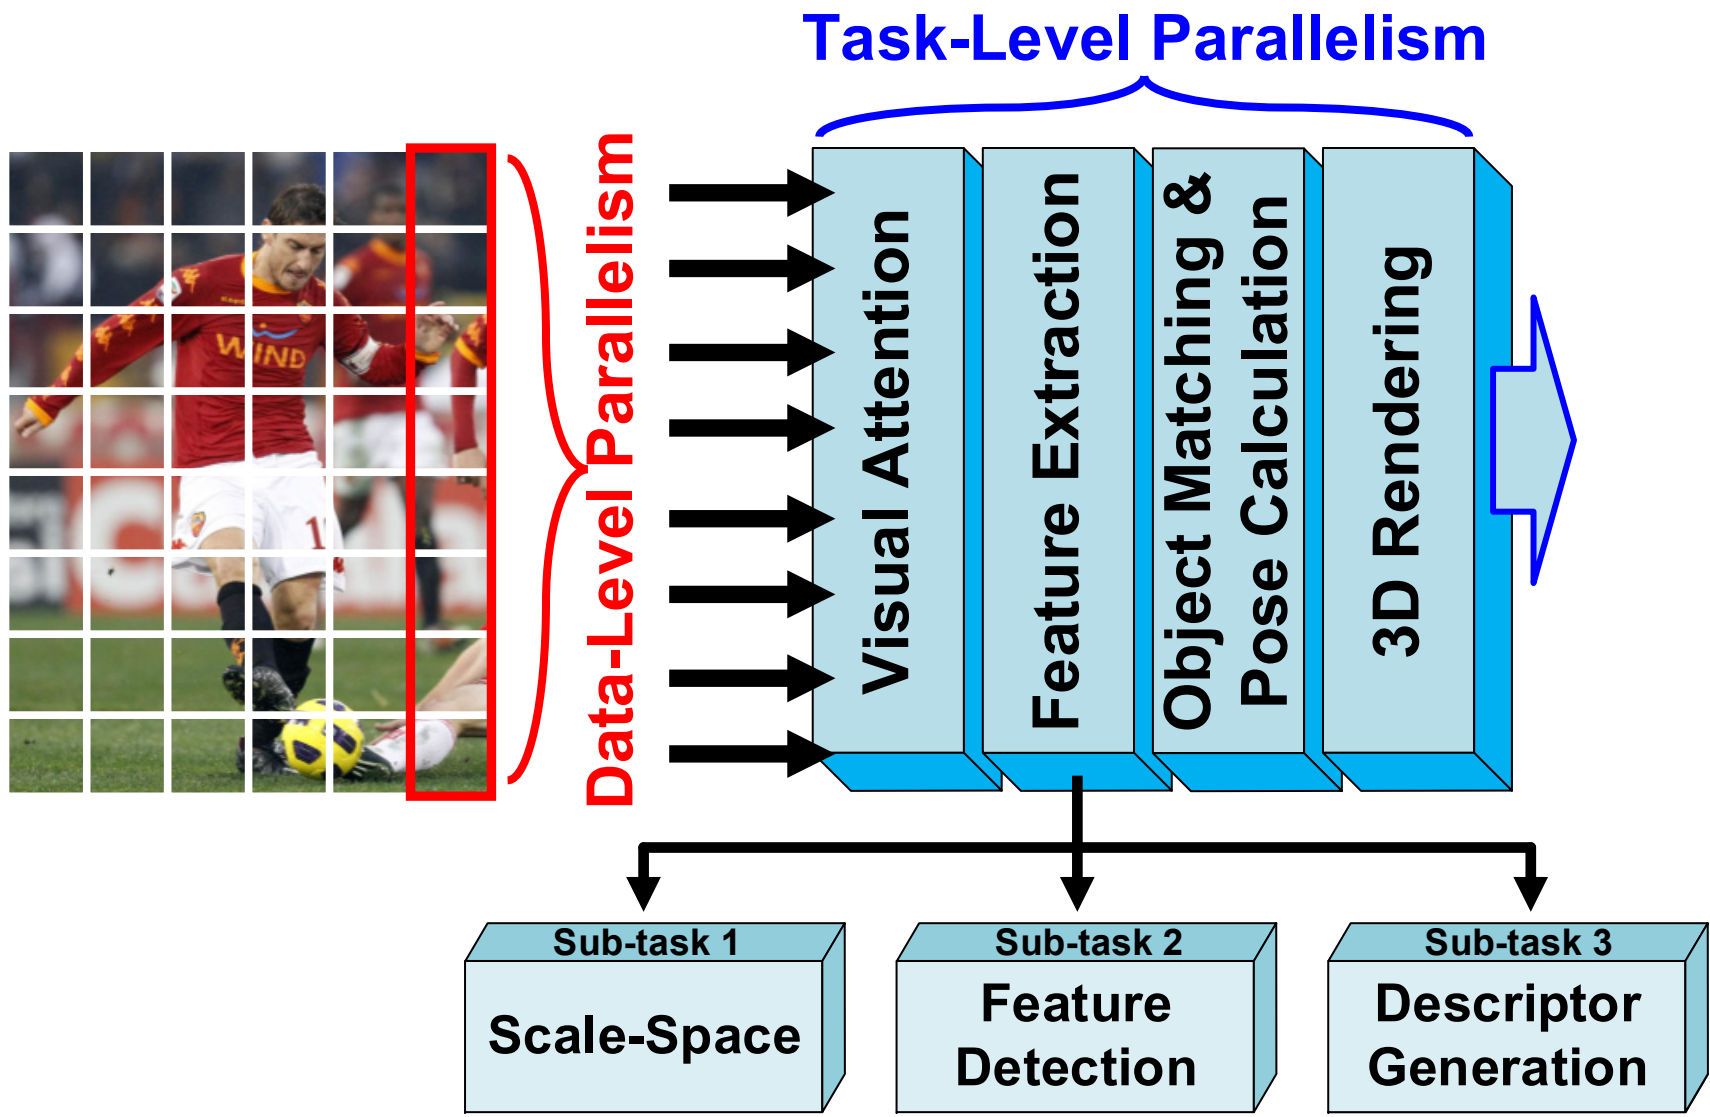 Task-Level Parallelism
WIND
Data-Level Parallelism
Visual Attention
Feature Extraction
Object Matching &
Pose Calculation
3D Rendering
Sub-task 1
Scale-Space
Sub-task 2
Feature
Detection
Sub-task 3
Descriptor
Generation